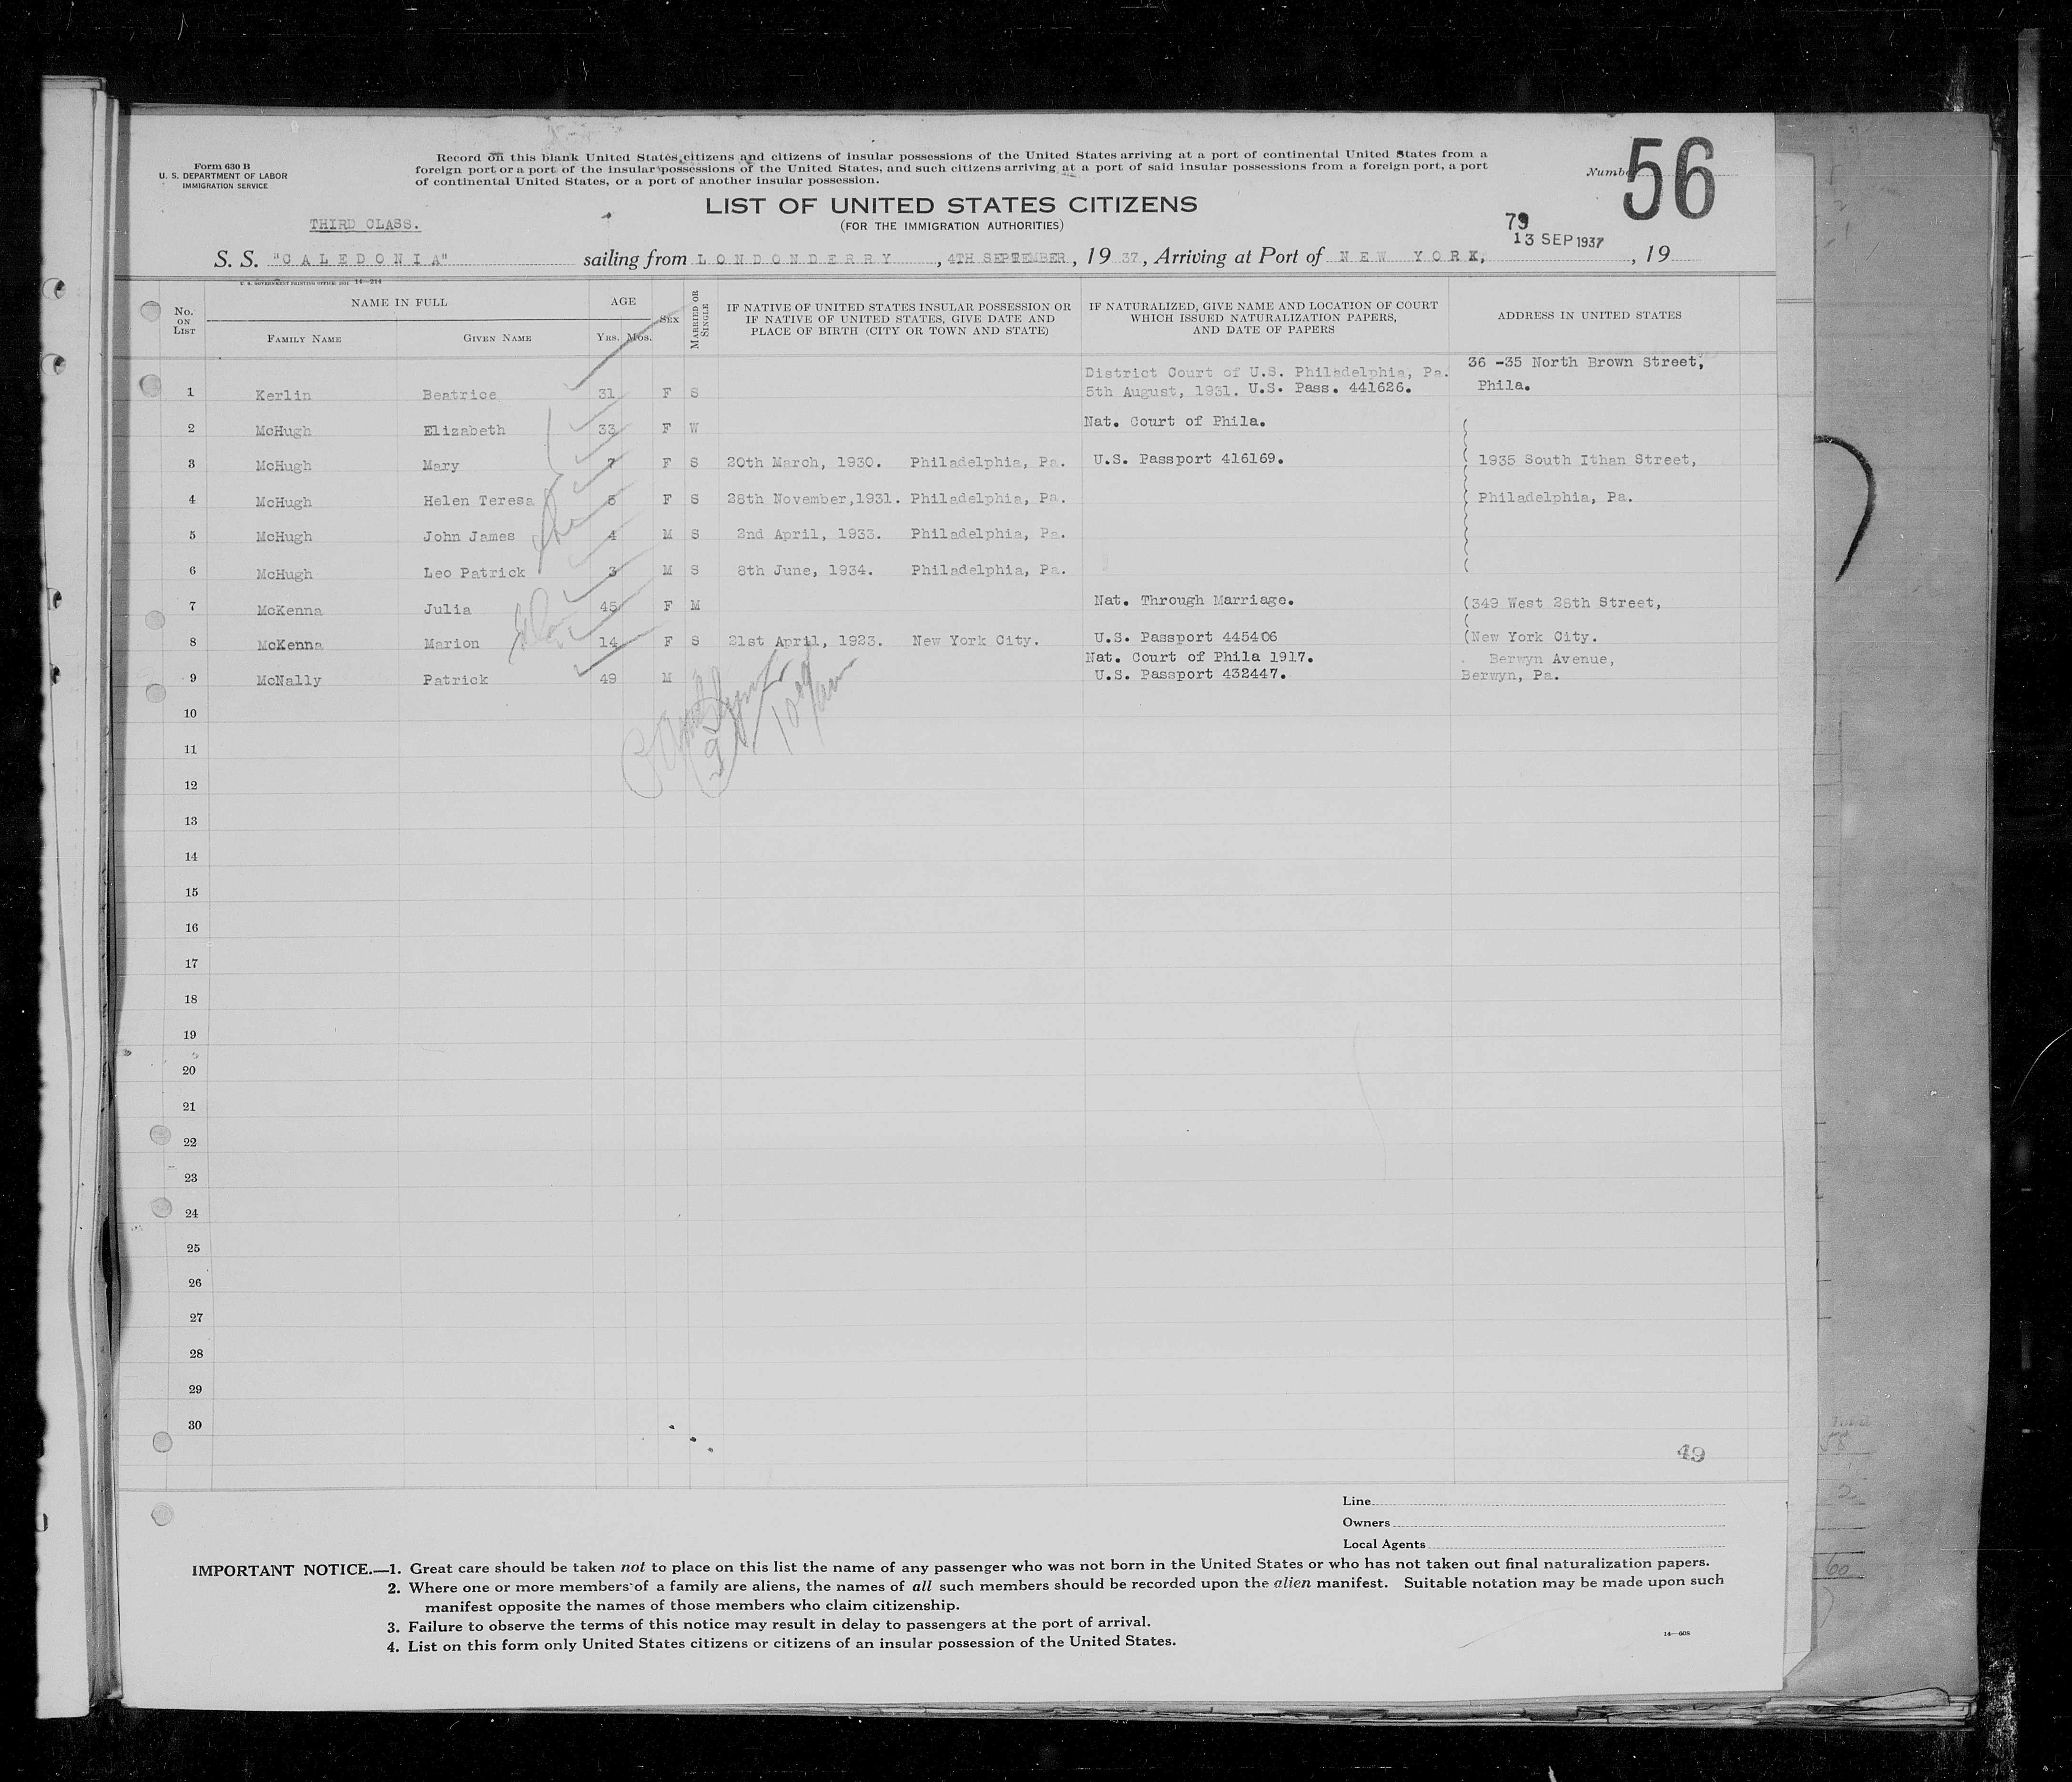 Form 630 B
U. S. DEPARTMENT OF LABOR
IMMIGRATION SERVICE
Record on this blank United States citizens and citizens of insular possessions of the United States arriving at a port of continental United States from a
foreign port or a port of the insular possessions of the United States, and such citizens arriving at a port of said insular possessions from a foreign port, a port
of continental United States, or a port of another insular possession.
Number 56
LIST OF UNITED STATES CITIZENS
(FOR THE IMMIGRATION AUTHORITIES)
THIRD CLASS.
79
13 SEP 1937
S. S. "CALEDONIA" sailing from LONDONDERRY, 4TH SEPTEMBER, 1937, Arriving at Port of NEW YORK, , 19
U. S. GOVERNMENT PRINTING OFFICE: 1931 14—214
No. ON LIST
NAME IN FULL
FAMILY NAME GIVEN NAME
AGE
YRS. MOS.
SEX
MARRIED OR SINGLE
IF NATIVE OF UNITED STATES INSULAR POSSESSION OR
IF NATIVE OF UNITED STATES, GIVE DATE AND
PLACE OF BIRTH (CITY OR TOWN AND STATE)
IF NATURALIZED, GIVE NAME AND LOCATION OF COURT
WHICH ISSUED NATURALIZATION PAPERS,
AND DATE OF PAPERS
ADDRESS IN UNITED STATES
District Court of U.S. Philadelphia, Pa. 36 -35 North Brown Street,
1 Kerlin Beatrice 31 F S 5th August, 1931. U.S. Pass. 441626. Phila.
2 McHugh Elizabeth 33 F W Nat. Court of Phila.
3 McHugh Mary 7 F S 20th March, 1930. Philadelphia, Pa. U.S. Passport 416169. 1935 South Ithan Street,
4 McHugh Helen Teresa 5 F S 28th November,1931. Philadelphia, Pa. Philadelphia, Pa.
5 McHugh John James 4 M S 2nd April, 1933. Philadelphia, Pa.
6 McHugh Leo Patrick 3 M S 8th June, 1934. Philadelphia, Pa.
7 McKenna Julia 45 F M Nat. Through Marriage. (349 West 28th Street,
8 McKenna Marion 14 F S 21st April, 1923. New York City. U.S. Passport 445406 (New York City.
Nat. Court of Phila 1917. Berwyn Avenue,
9 McNally Patrick 49 M U.S. Passport 432447. Berwyn, Pa.
10
11
12
13
14
15
16
17
18
19
20
21
22
23
24
25
26
27
28
29
30
49
Line
Owners
Local Agents
IMPORTANT NOTICE.—1. Great care should be taken not to place on this list the name of any passenger who was not born in the United States or who has not taken out final naturalization papers.
2. Where one or more members of a family are aliens, the names of all such members should be recorded upon the alien manifest. Suitable notation may be made upon such
manifest opposite the names of those members who claim citizenship.
3. Failure to observe the terms of this notice may result in delay to passengers at the port of arrival.
4. List on this form only United States citizens or citizens of an insular possession of the United States.
14—608
58
2
60